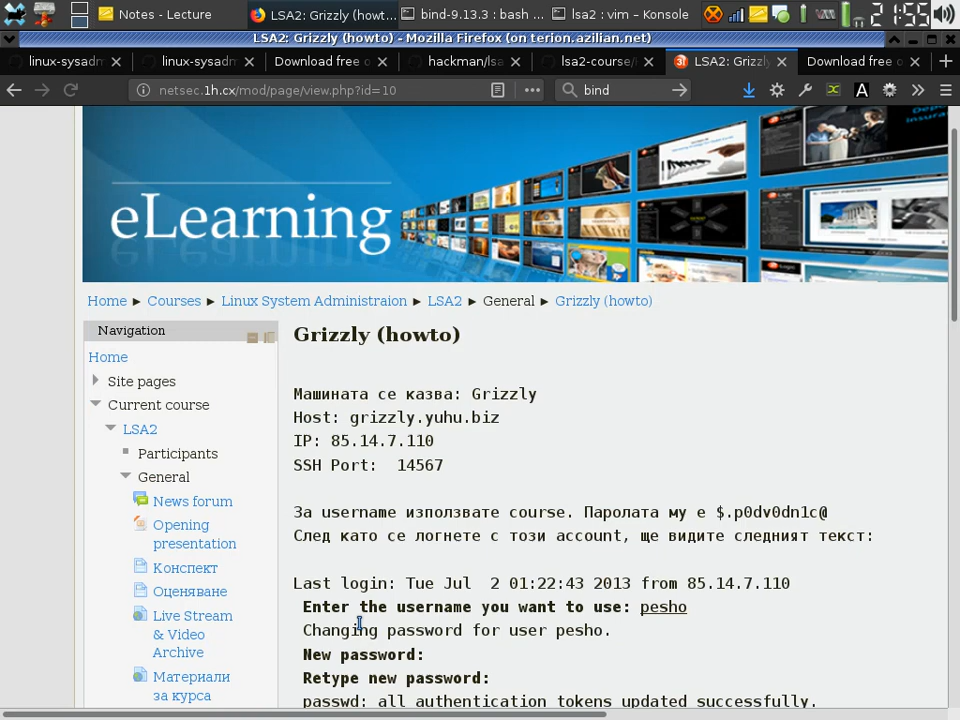 Notes - Lecture
LSA2: Grizzly (howt...
bind-9.13.3 : bash ...
lsa2 : vim – Konsole
21:55
LSA2: Grizzly (howto) - Mozilla Firefox (on terion.azilian.net)
linux-sysadm
linux-sysadm
Download free o
hackman/lsa
lsa2-course/
LSA2: Grizzly
Download free o
netsec.1h.cx/mod/page/view.php?id=10
bind
eLearning
Home ► Courses ► Linux System Administraion ► LSA2 ► General ► Grizzly (howto)
Navigation
Home
Site pages
Current course
LSA2
Participants
General
News forum
Opening
presentation
Конспект
Оценяване
Live Stream
& Video
Archive
Материали
за курса
Grizzly (howto)
Машината се казва: Grizzly
Host: grizzly.yuhu.biz
IP: 85.14.7.110
SSH Port:  14567
За username използвате course. Паролата му е $.p0dv0dn1c@
След като се логнете с този account, ще видите следният текст:
Last login: Tue Jul  2 01:22:43 2013 from 85.14.7.110
Enter the username you want to use: pesho
Changing password for user pesho.
New password:
Retype new password:
passwd: all authentication tokens updated successfully.